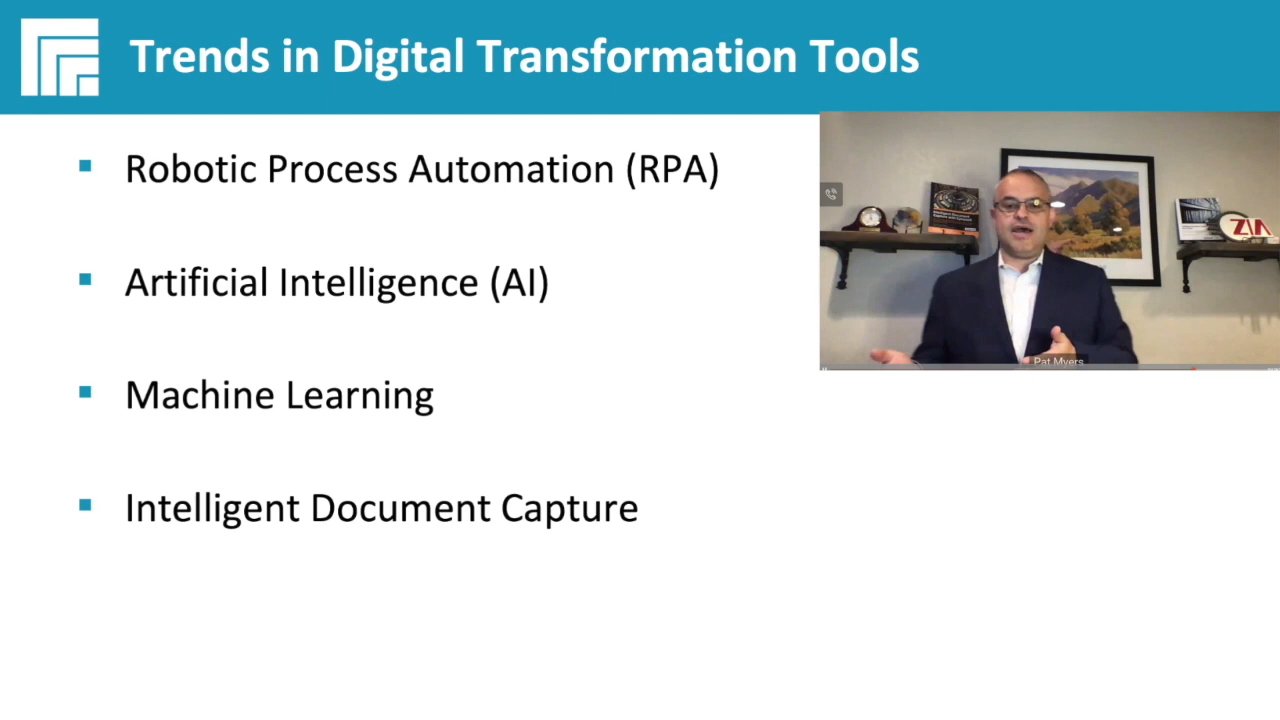 Trends in Digital Transformation Tools
Robotic Process Automation (RPA)
Artificial Intelligence (AI)
Machine Learning
Intelligent Document Capture
ZIA
Pat Myers